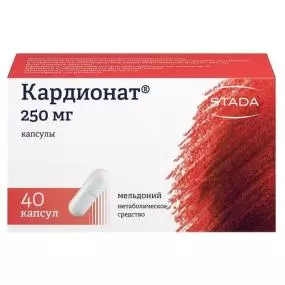 Кардионат®
250 мг
капсулы
STADA
40
капсул
мельдоний
метаболическое
средство